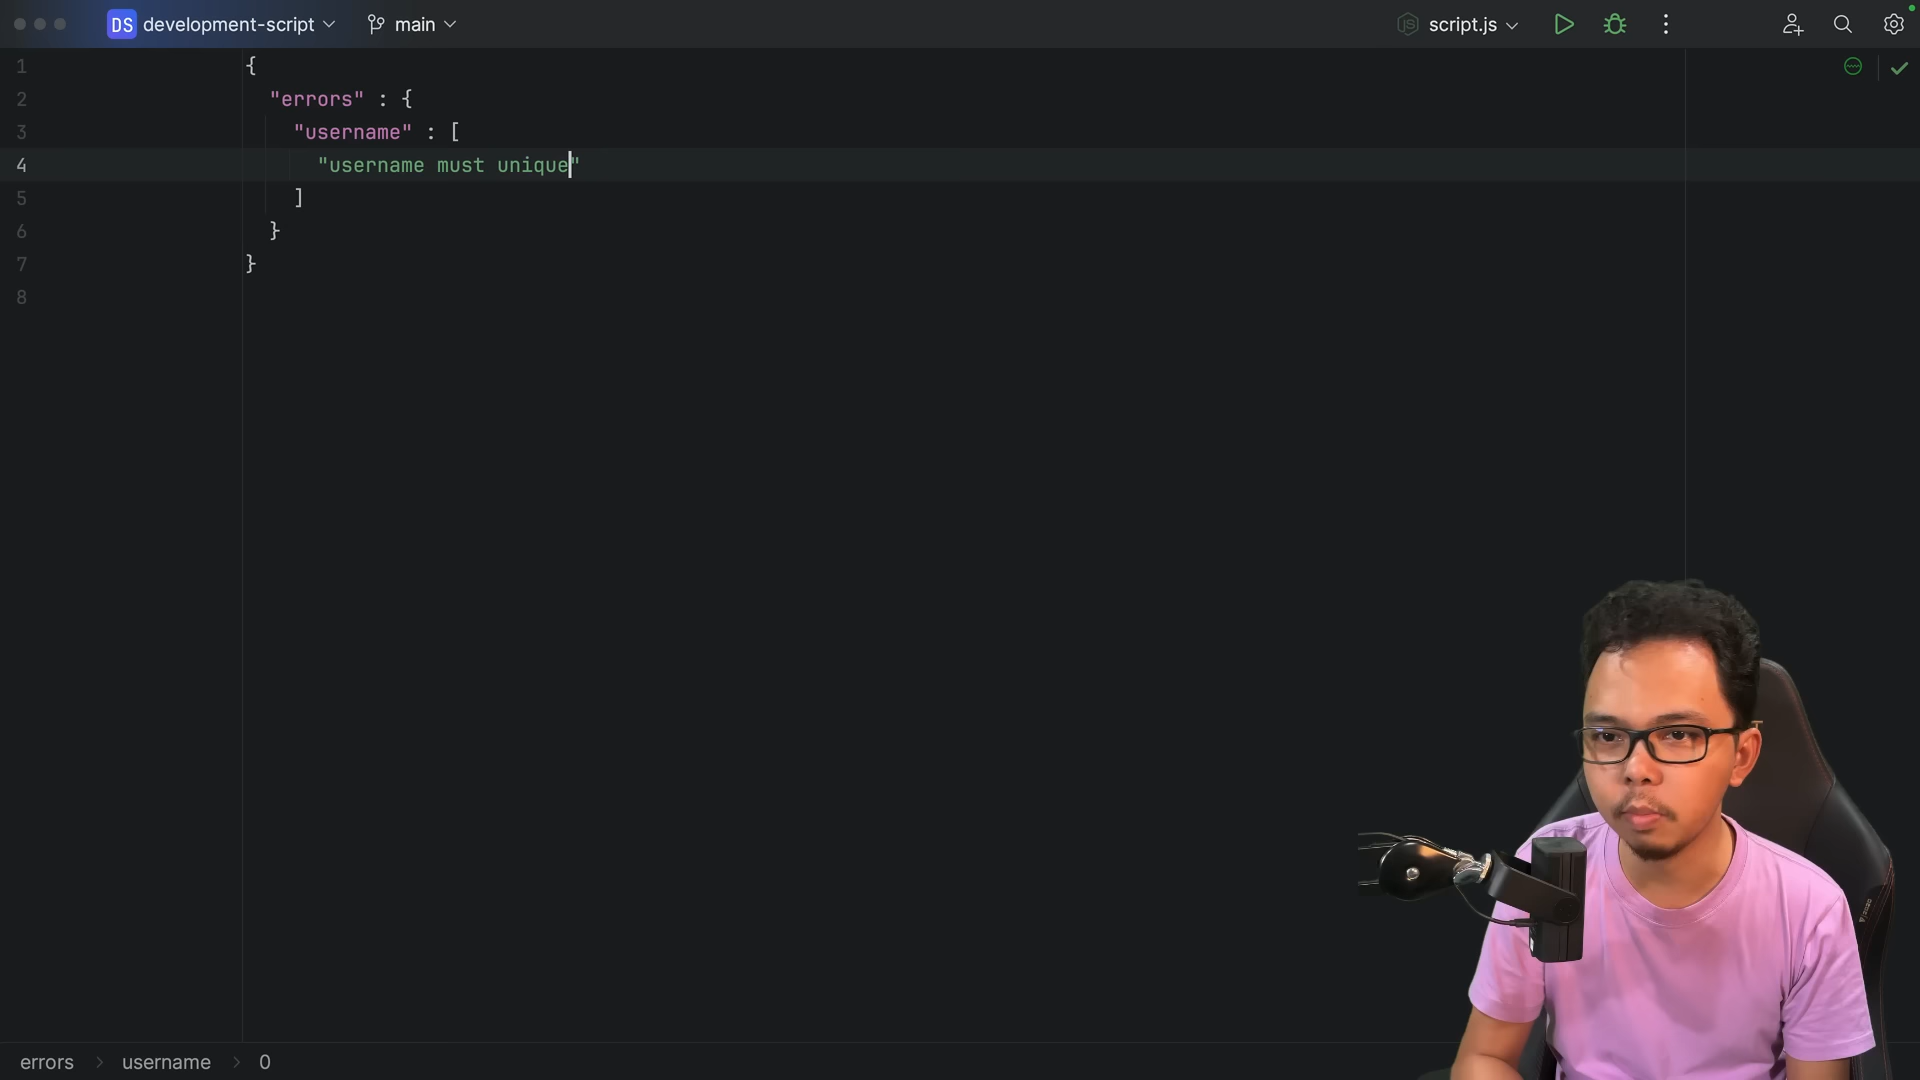 DS development-script main script.js
1 {
2 "errors" : {
3 "username" : [
4 "username must unique"
5 ]
6 }
7 }
8
errors > username > 0